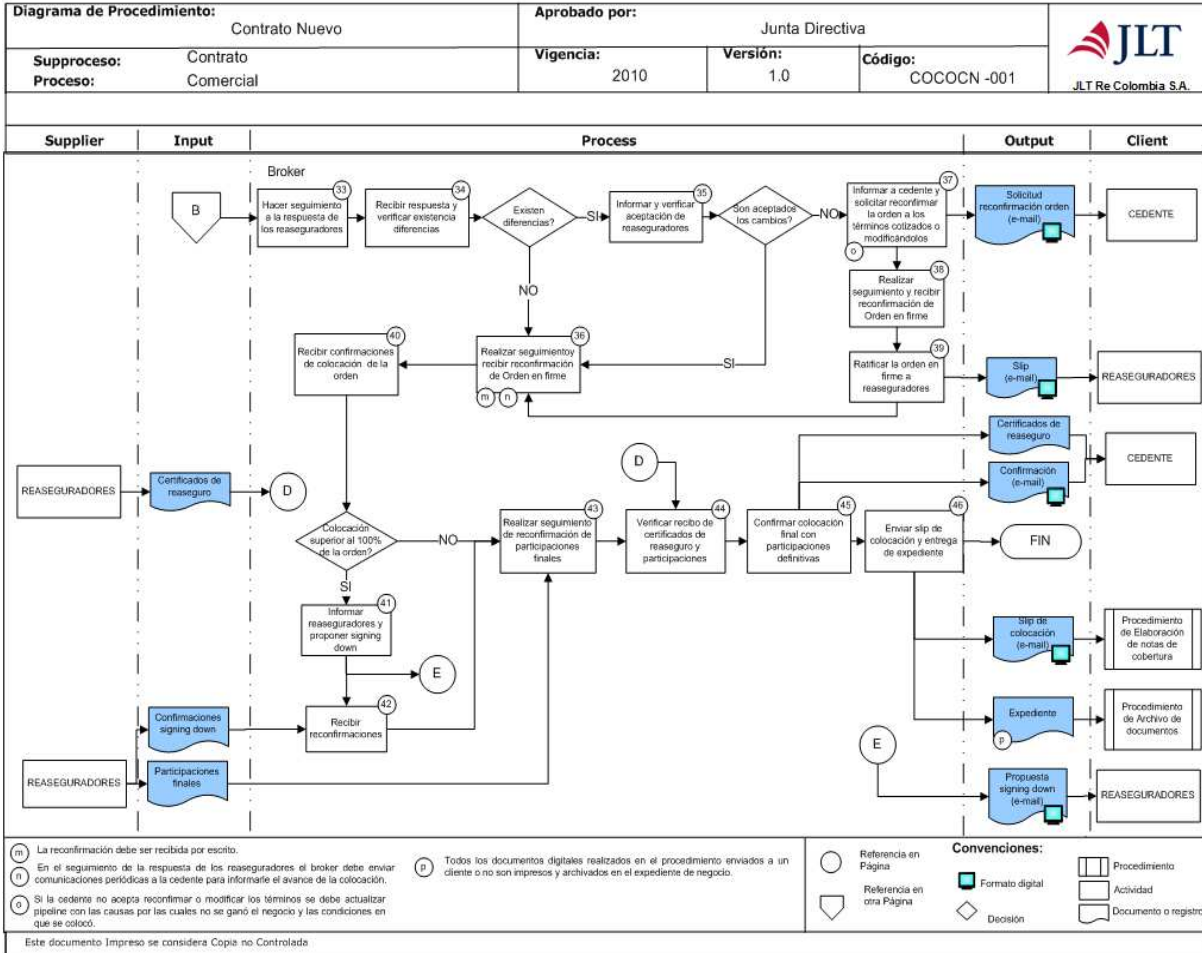 Diagrama de Procedimiento:
Contrato Nuevo
Aprobado por:
Junta Directiva
Supproceso:
Contrato
Proceso:
Comercial
Vigencia:
2010
Versión:
1.0
Código:
COCOCN -001
JLT
JLT Re Colombia S.A.
Supplier
Input
Process
Output
Client
Broker
B
33
Hacer seguimiento
a la respuesta de
los reaseguradores
34
Recibir respuesta y
verificar existencia
diferencias
Existen
diferencias?
SI
NO
35
Informar y verificar
aceptación de
reaseguradores
Son aceptados
los cambios?
NO
SI
37
Informar a cedente y
solicitar reconfirmar
la orden a los
términos cotizados o
modificándolos
o
Solicitud
reconfirmación orden
(e-mail)
CEDENTE
38
Realizar
seguimiento y recibir
reconfirmación de
Orden en firme
40
Recibir confirmaciones
de colocación de la
orden
36
Realizar seguimientoy
recibir reconfirmación
de Orden en firme
m
n
39
Ratificar la orden en
firme a
reaseguradores
Slip
(e-mail)
REASEGURADORES
Certificados de
reaseguro
Confirmación
(e-mail)
CEDENTE
REASEGURADORES
Certificados de
reaseguro
D
D
Colocación
superior al 100%
de la orden?
NO
SI
43
Realizar seguimiento
de reconfirmación de
participaciones
finales
44
Verificar recibo de
certificados de
reaseguro y
participaciones
45
Confirmar colocación
final con
participaciones
definitivas
46
Enviar slip de
colocación y entrega
de expediente
FIN
41
Informar
reaseguradores y
proponer signing
down
E
Slip de
colocación
(e-mail)
Procedimiento
de Elaboración
de notas de
cobertura
42
Recibir
reconfirmaciones
Confirmaciones
signing down
Expediente
p
Procedimiento
de Archivo de
documentos
REASEGURADORES
Participaciones
finales
E
Propuesta
signing down
(e-mail)
REASEGURADORES
m La reconfirmación debe ser recibida por escrito.
n En el seguimiento de la respuesta de los reaseguradores el broker debe enviar
comunicaciones periódicas a la cedente para informarle el avance de la colocación.
o Si la cedente no acepta reconfirmar o modificar los términos se debe actualizar
pipeline con las causas por las cuales no se ganó el negocio y las condiciones en
que se colocó.
p Todos los documentos digitales realizados en el procedimiento enviados a un
cliente o no son impresos y archivados en el expediente de negocio.
Convenciones:
Referencia en
Página
Referencia en
otra Página
Formato digital
Decisión
Procedimiento
Actividad
Documento o registro
Este documento Impreso se considera Copia no Controlada